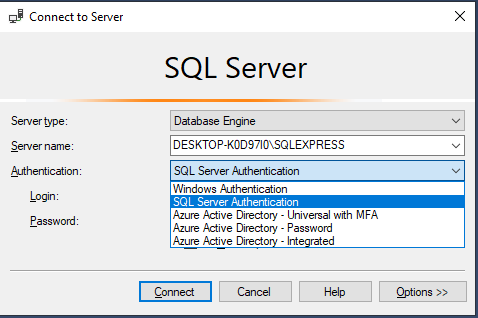 Connect to Server
SQL Server
Server type: Database Engine
Server name: DESKTOP-K0D97I0\SQLEXPRESS
Authentication: SQL Server Authentication
Windows Authentication
Login: SQL Server Authentication
Azure Active Directory - Universal with MFA
Password: Azure Active Directory - Password
Azure Active Directory - Integrated
Connect Cancel Help Options >>